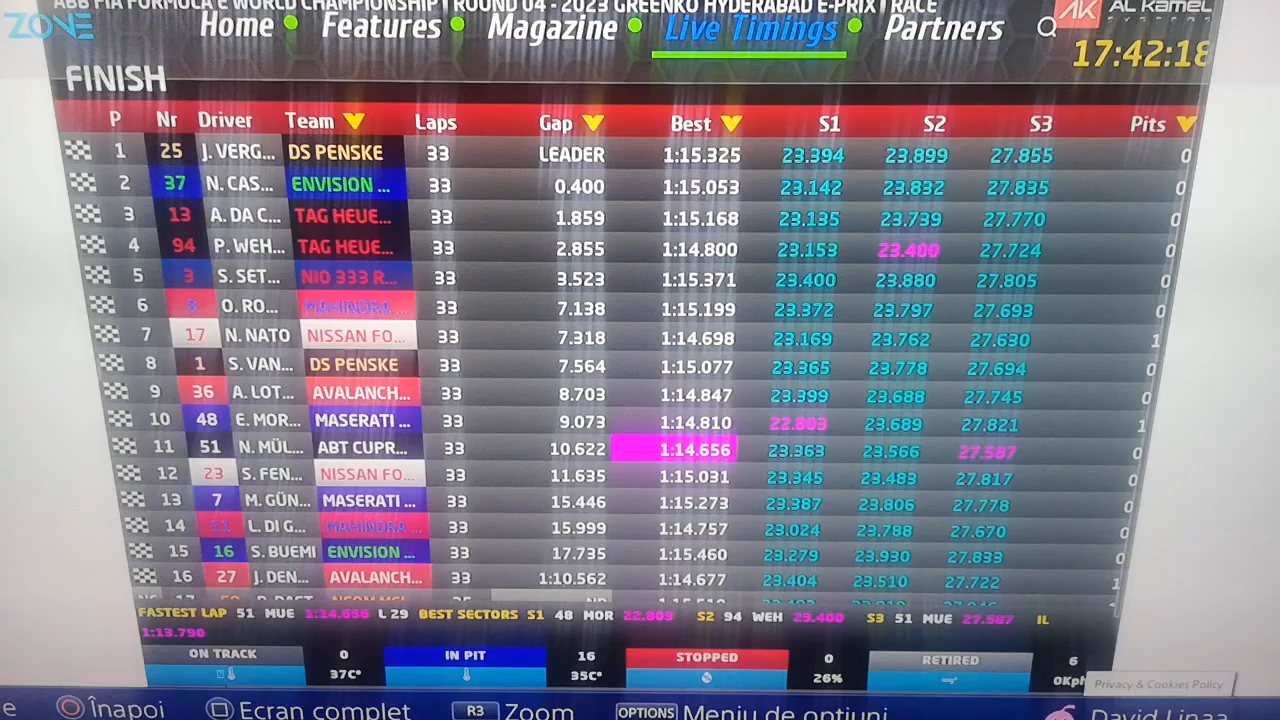 ABB FIA FORMULA E WORLD CHAMPIONSHIP | ROUND 04 - 2023 GREENKO HYDERABAD E-PRIX | RACE
ZONE
Home Features Magazine Live Timings Partners
AK AL KAMEL
17:42:18
FINISH
P Nr Driver Team Laps Gap Best S1 S2 S3 Pits
1 25 J. VERG... DS PENSKE 33 LEADER 1:15.325 23.394 23.899 27.855 0
2 37 N. CAS... ENVISION ... 33 0.400 1:15.053 23.142 23.832 27.835 0
3 13 A. DA C... TAG HEUE... 33 1.859 1:15.168 23.135 23.739 27.770 0
4 94 P. WEH... TAG HEUE... 33 2.855 1:14.800 23.153 23.400 27.724 0
5 3 S. SET... NIO 333 R... 33 3.523 1:15.371 23.400 23.880 27.805 0
6 8 O. RO... MAHINDRA ... 33 7.138 1:15.199 23.372 23.797 27.693 0
7 17 N. NATO NISSAN FO... 33 7.318 1:14.698 23.169 23.762 27.630 1
8 1 S. VAN... DS PENSKE 33 7.564 1:15.077 23.365 23.778 27.694 0
9 36 A. LOT... AVALANCH... 33 8.703 1:14.847 23.399 23.688 27.745 0
10 48 E. MOR... MASERATI ... 33 9.073 1:14.810 22.803 23.689 27.821 1
11 51 N. MÜL... ABT CUPR... 33 10.622 1:14.656 23.363 23.566 27.587 0
12 23 S. FEN... NISSAN FO... 33 11.635 1:15.031 23.345 23.483 27.817 0
13 7 M. GÜN... MASERATI ... 33 15.446 1:15.273 23.387 23.806 27.778 0
14 L. DI G... MAHINDRA ... 33 15.999 1:14.757 23.024 23.788 27.670 0
15 16 S. BUEMI ENVISION ... 33 17.735 1:15.460 23.279 23.930 27.833 0
16 27 J. DEN... AVALANCH... 33 1:10.562 1:14.677 23.404 23.510 27.722 1
FASTEST LAP 51 MUE 1:14.656 L 29 BEST SECTORS S1 48 MOR 22.803 S2 94 WEH 23.400 S3 51 MUE 27.587 IL
1:13.790
ON TRACK 0 IN PIT 16 STOPPED 0 RETIRED 6
37C° 35C° 26% 0Kph
Privacy & Cookies Policy
e Înapoi Ecran complet R3 Zoom OPTIONS Meniu de opțiuni David Linaa